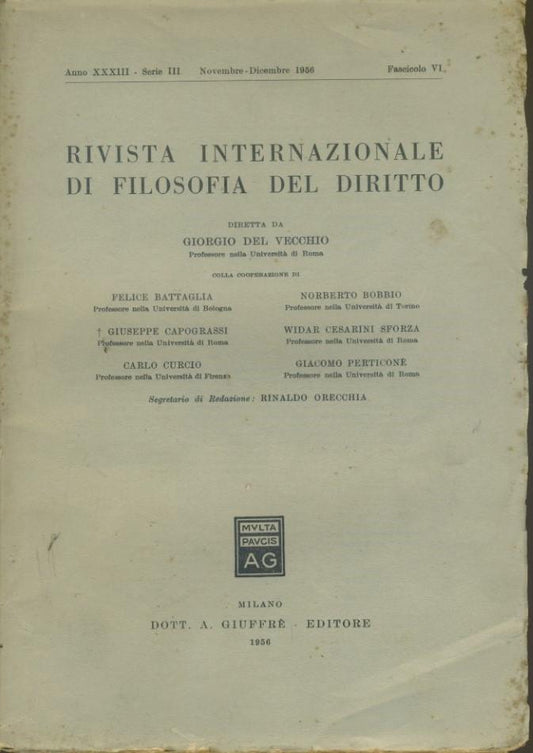 Anno XXXIII - Serie III Novembre-Dicembre 1956 Fascicolo VI.
RIVISTA INTERNAZIONALE
DI FILOSOFIA DEL DIRITTO
DIRETTA DA
GIORGIO DEL VECCHIO
Professore nella Università di Roma
COLLA COOPERAZIONE DI
FELICE BATTAGLIA
Professore nella Università di Bologna
NORBERTO BOBBIO
Professore nella Università di Torino
† GIUSEPPE CAPOGRASSI
Professore nella Università di Roma
WIDAR CESARINI SFORZA
Professore nella Università di Roma
CARLO CURCIO
Professore nella Università di Firenze
GIACOMO PERTICONE
Professore nella Università di Roma
Segretario di Redazione: RINALDO ORECCHIA
MVLTA
PAVCIS
AG
MILANO
DOTT. A. GIUFFRÈ - EDITORE
1956